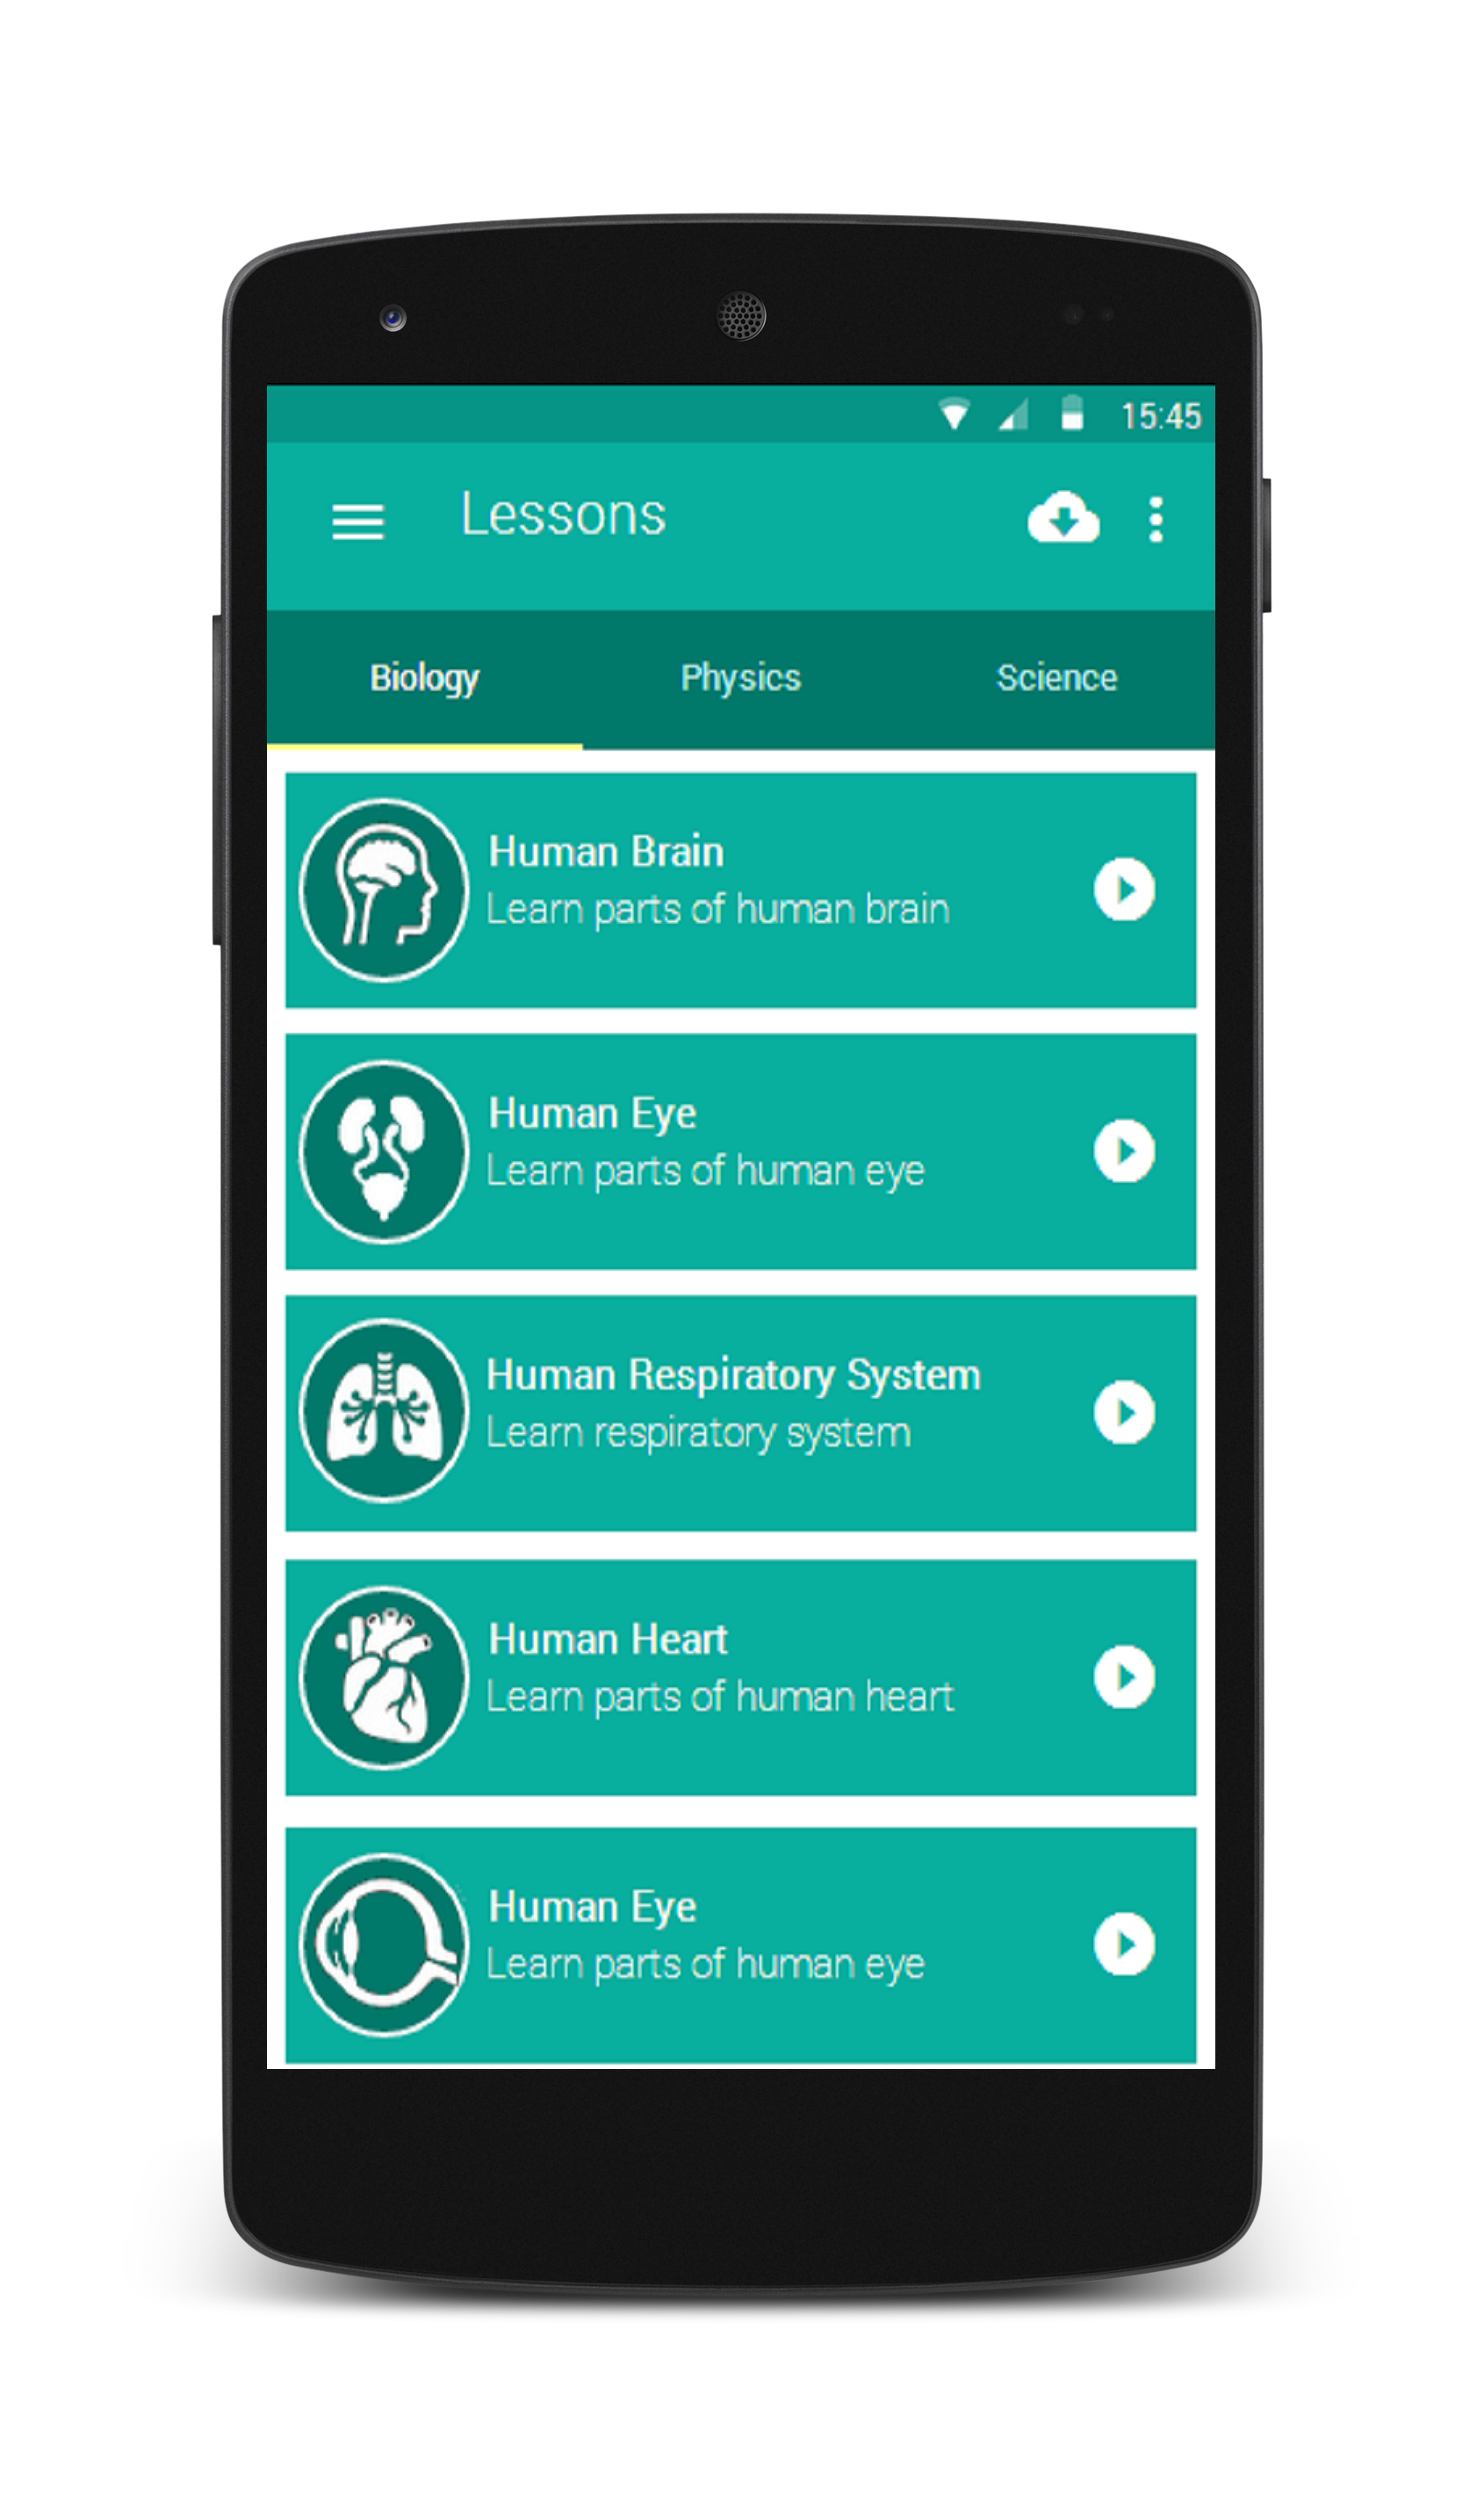 15:45
Lessons
Biology Physics Science
Human Brain
Learn parts of human brain
Human Eye
Learn parts of human eye
Human Respiratory System
Learn respiratory system
Human Heart
Learn parts of human heart
Human Eye
Learn parts of human eye